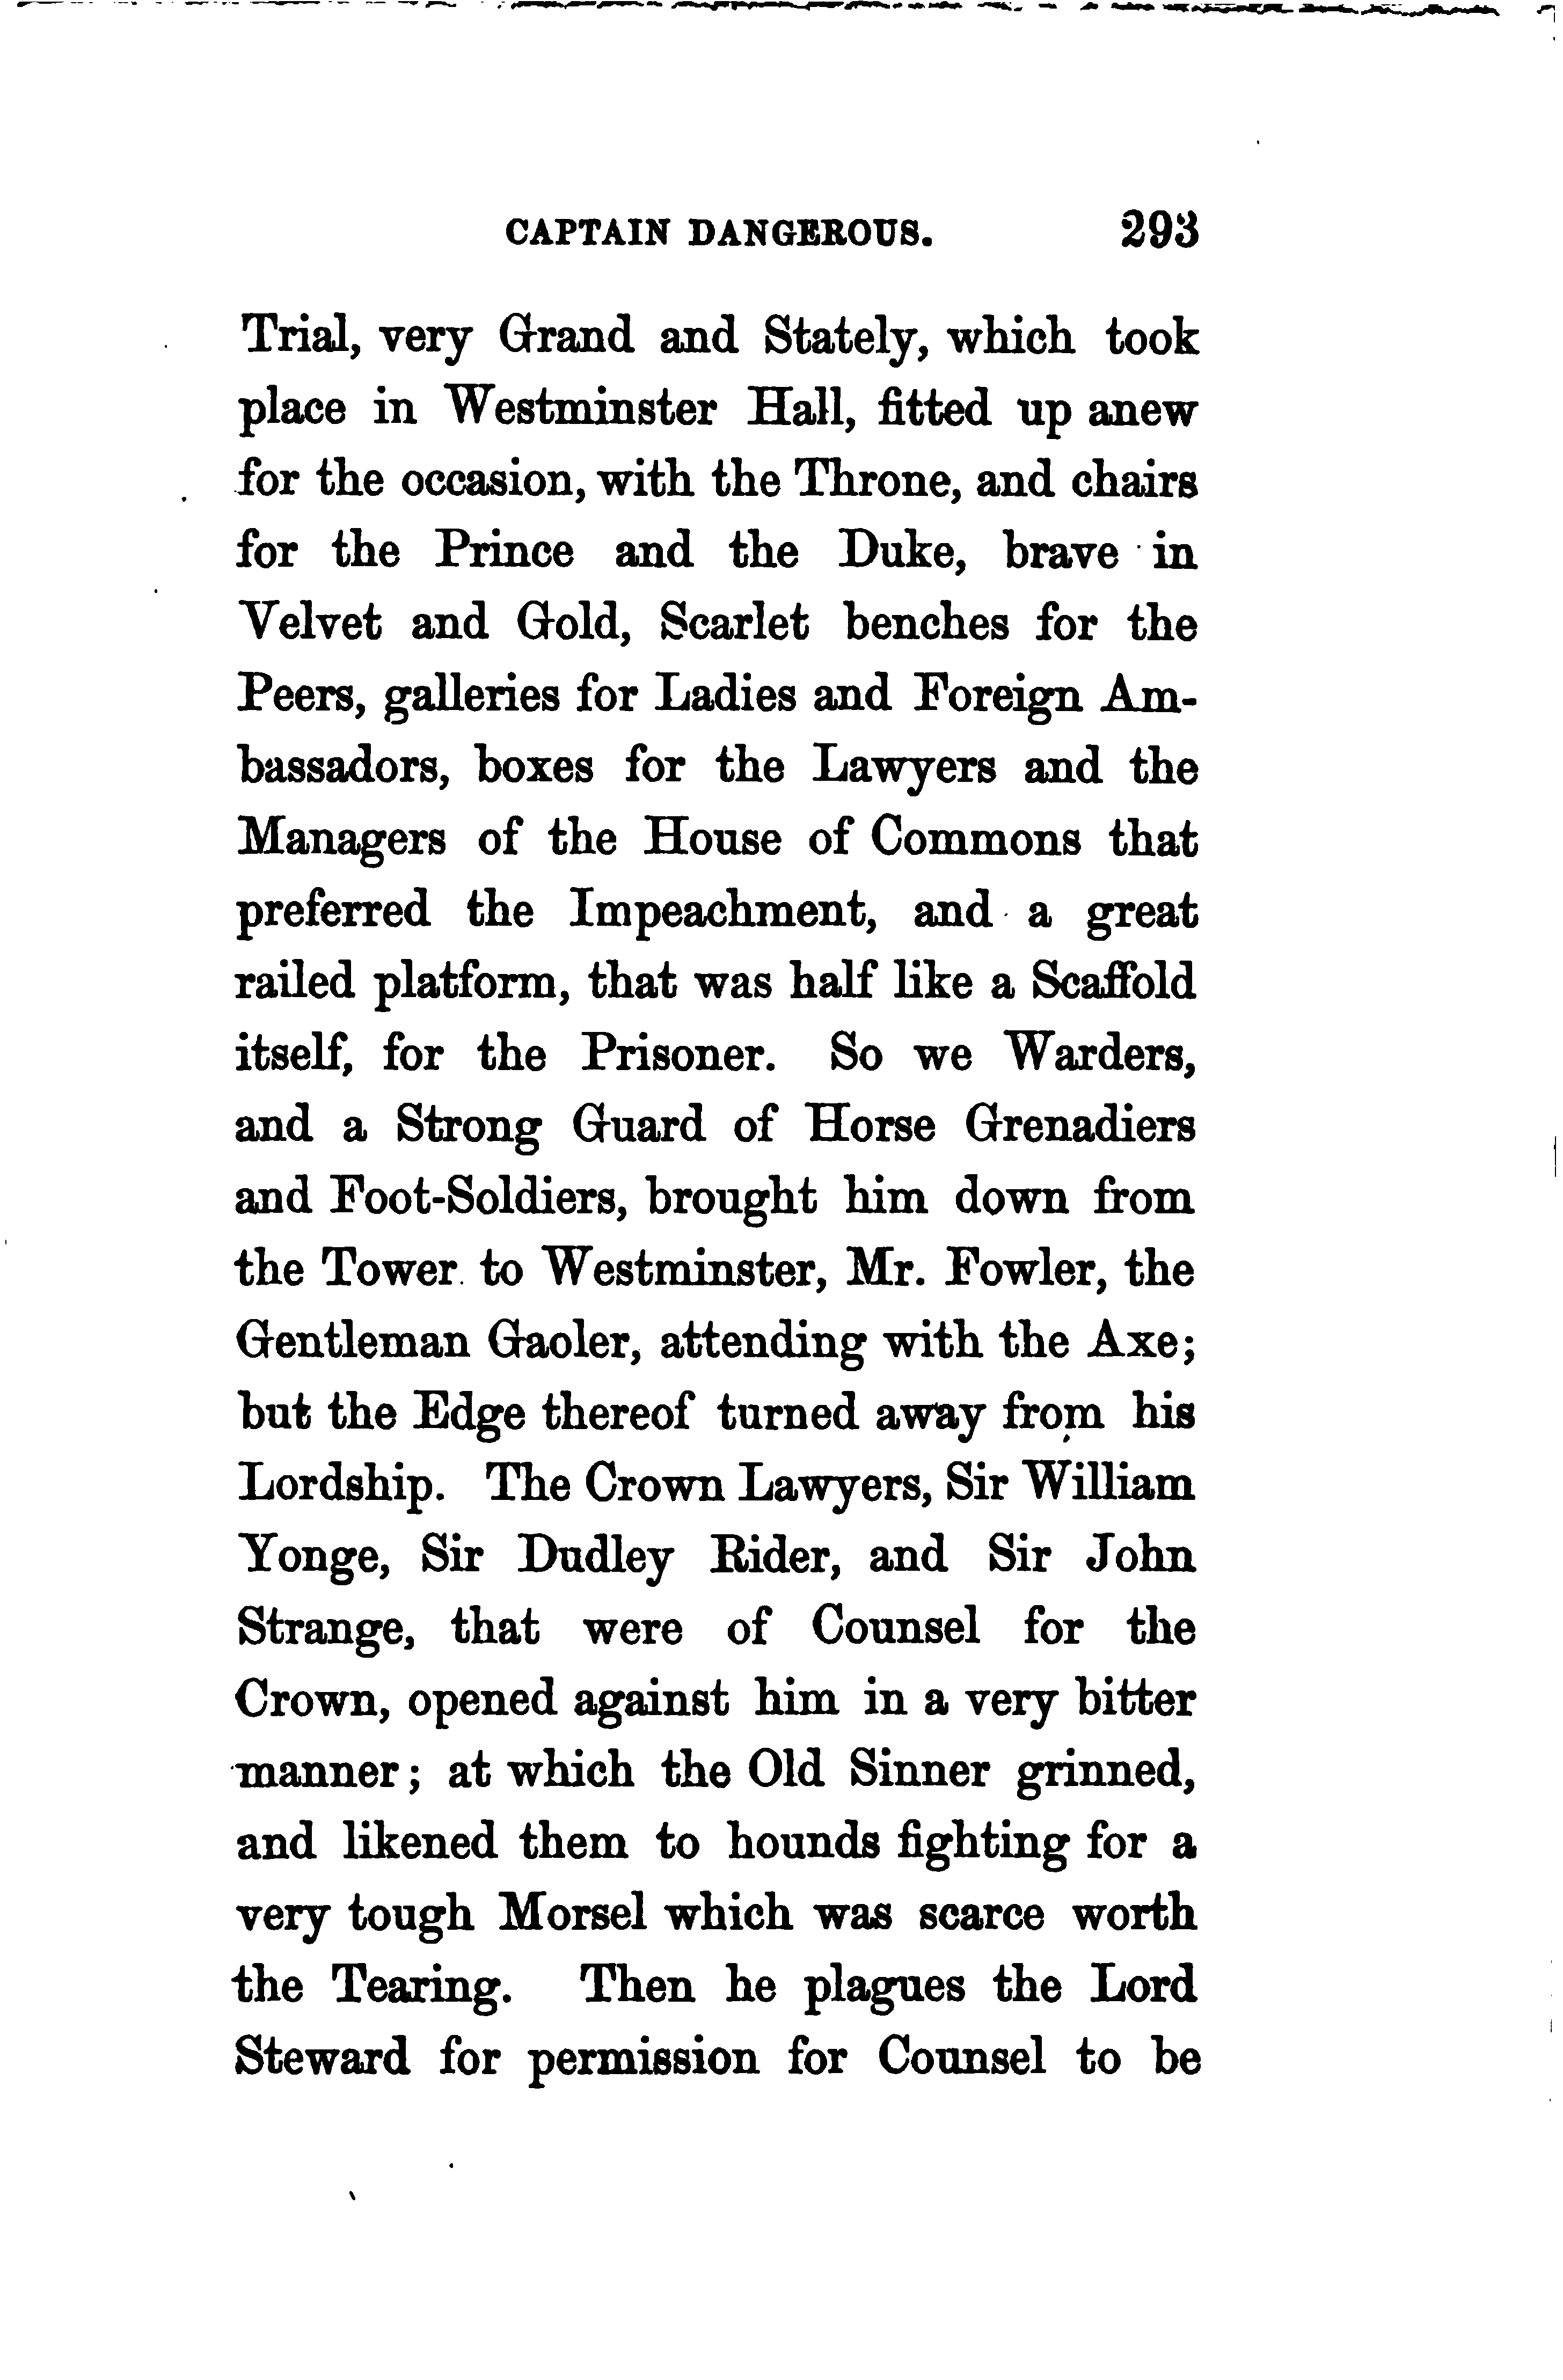 CAPTAIN DANGEROUS. 293
Trial, very Grand and Stately, which took
place in Westminster Hall, fitted up anew
for the occasion, with the Throne, and chairs
for the Prince and the Duke, brave in
Velvet and Gold, Scarlet benches for the
Peers, galleries for Ladies and Foreign Am-
bassadors, boxes for the Lawyers and the
Managers of the House of Commons that
preferred the Impeachment, and a great
railed platform, that was half like a Scaffold
itself, for the Prisoner. So we Warders,
and a Strong Guard of Horse Grenadiers
and Foot-Soldiers, brought him down from
the Tower to Westminster, Mr. Fowler, the
Gentleman Gaoler, attending with the Axe;
but the Edge thereof turned away from his
Lordship. The Crown Lawyers, Sir William
Yonge, Sir Dudley Rider, and Sir John
Strange, that were of Counsel for the
Crown, opened against him in a very bitter
manner; at which the Old Sinner grinned,
and likened them to hounds fighting for a
very tough Morsel which was scarce worth
the Tearing. Then he plagues the Lord
Steward for permission for Counsel to be